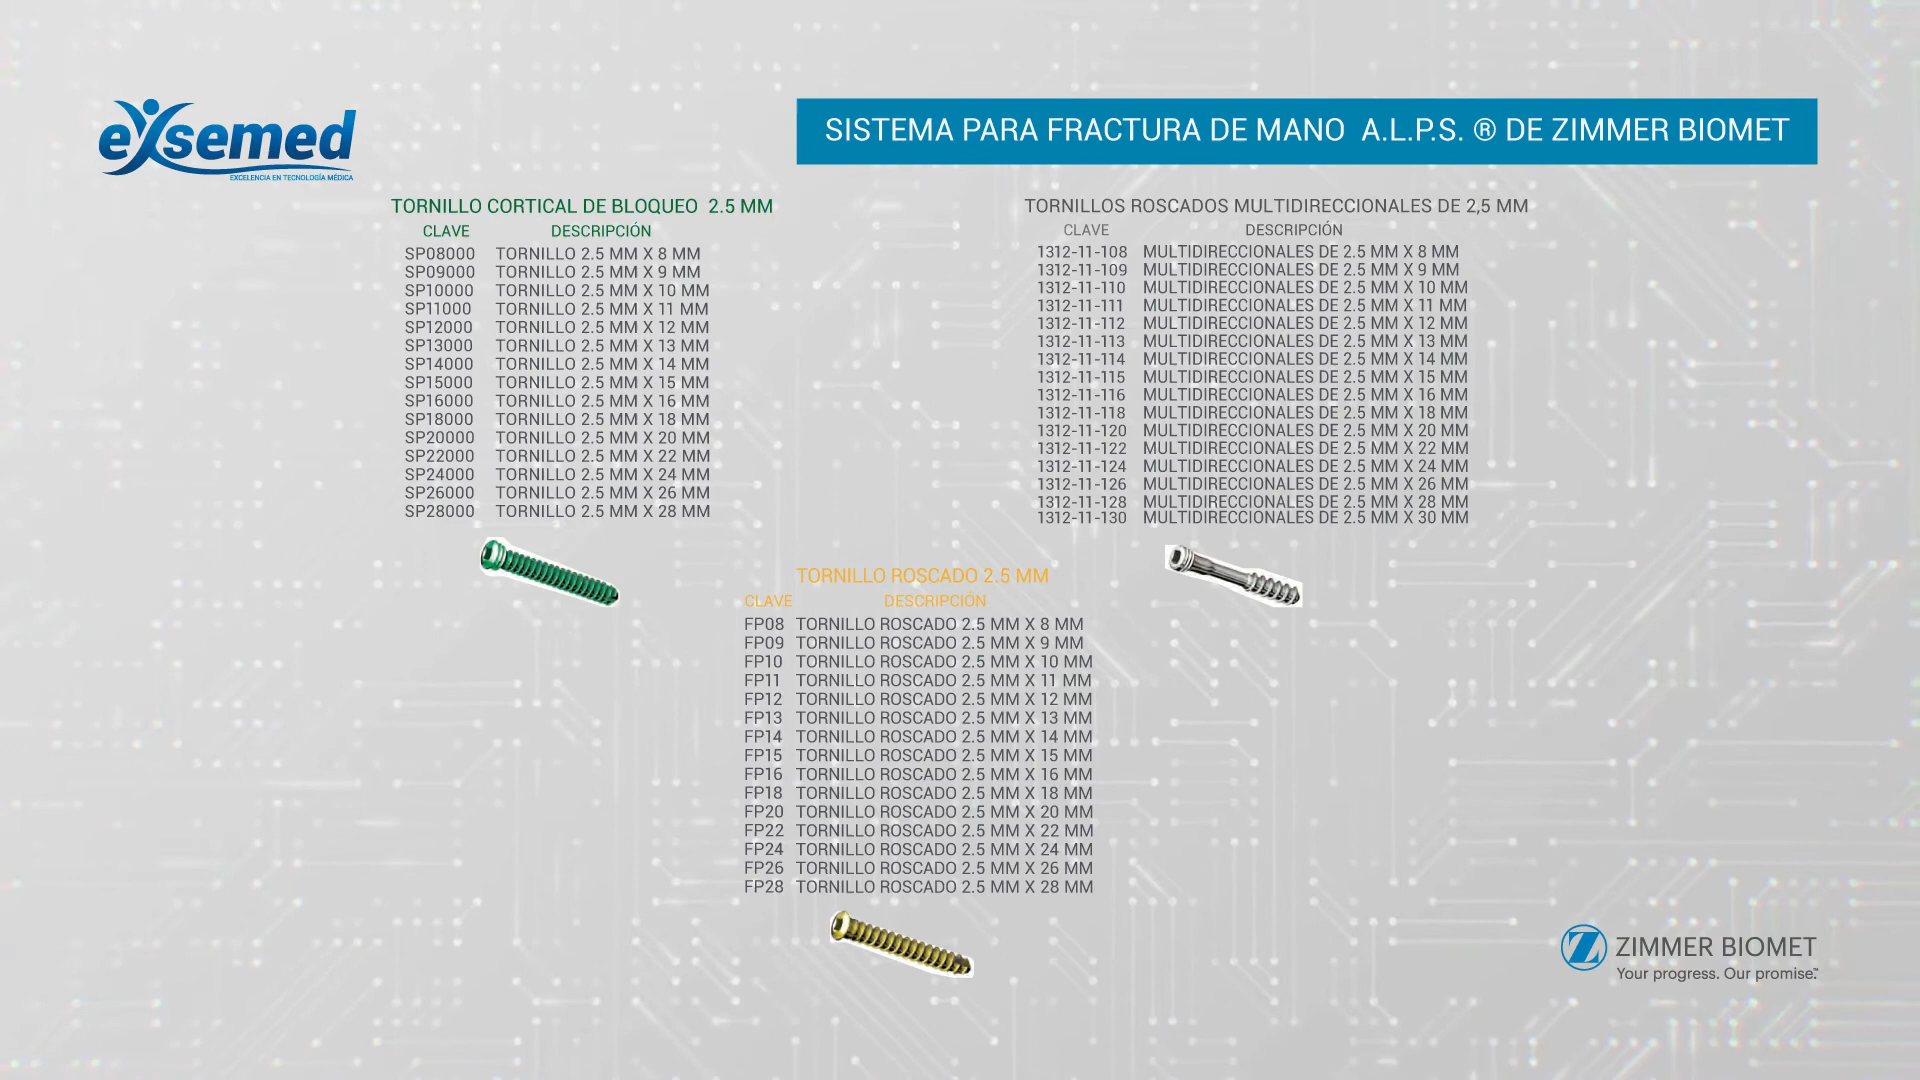 exsemed
EXCELENCIA EN TECNOLOGÍA MÉDICA
SISTEMA PARA FRACTURA DE MANO A.L.P.S. ® DE ZIMMER BIOMET
TORNILLO CORTICAL DE BLOQUEO 2.5 MM
CLAVE DESCRIPCIÓN
SP08000 TORNILLO 2.5 MM X 8 MM
SP09000 TORNILLO 2.5 MM X 9 MM
SP10000 TORNILLO 2.5 MM X 10 MM
SP11000 TORNILLO 2.5 MM X 11 MM
SP12000 TORNILLO 2.5 MM X 12 MM
SP13000 TORNILLO 2.5 MM X 13 MM
SP14000 TORNILLO 2.5 MM X 14 MM
SP15000 TORNILLO 2.5 MM X 15 MM
SP16000 TORNILLO 2.5 MM X 16 MM
SP18000 TORNILLO 2.5 MM X 18 MM
SP20000 TORNILLO 2.5 MM X 20 MM
SP22000 TORNILLO 2.5 MM X 22 MM
SP24000 TORNILLO 2.5 MM X 24 MM
SP26000 TORNILLO 2.5 MM X 26 MM
SP28000 TORNILLO 2.5 MM X 28 MM
TORNILLOS ROSCADOS MULTIDIRECCIONALES DE 2,5 MM
CLAVE DESCRIPCIÓN
1312-11-108 MULTIDIRECCIONALES DE 2.5 MM X 8 MM
1312-11-109 MULTIDIRECCIONALES DE 2.5 MM X 9 MM
1312-11-110 MULTIDIRECCIONALES DE 2.5 MM X 10 MM
1312-11-111 MULTIDIRECCIONALES DE 2.5 MM X 11 MM
1312-11-112 MULTIDIRECCIONALES DE 2.5 MM X 12 MM
1312-11-113 MULTIDIRECCIONALES DE 2.5 MM X 13 MM
1312-11-114 MULTIDIRECCIONALES DE 2.5 MM X 14 MM
1312-11-115 MULTIDIRECCIONALES DE 2.5 MM X 15 MM
1312-11-116 MULTIDIRECCIONALES DE 2.5 MM X 16 MM
1312-11-118 MULTIDIRECCIONALES DE 2.5 MM X 18 MM
1312-11-120 MULTIDIRECCIONALES DE 2.5 MM X 20 MM
1312-11-122 MULTIDIRECCIONALES DE 2.5 MM X 22 MM
1312-11-124 MULTIDIRECCIONALES DE 2.5 MM X 24 MM
1312-11-126 MULTIDIRECCIONALES DE 2.5 MM X 26 MM
1312-11-128 MULTIDIRECCIONALES DE 2.5 MM X 28 MM
1312-11-130 MULTIDIRECCIONALES DE 2.5 MM X 30 MM
TORNILLO ROSCADO 2.5 MM
CLAVE DESCRIPCIÓN
FP08 TORNILLO ROSCADO 2.5 MM X 8 MM
FP09 TORNILLO ROSCADO 2.5 MM X 9 MM
FP10 TORNILLO ROSCADO 2.5 MM X 10 MM
FP11 TORNILLO ROSCADO 2.5 MM X 11 MM
FP12 TORNILLO ROSCADO 2.5 MM X 12 MM
FP13 TORNILLO ROSCADO 2.5 MM X 13 MM
FP14 TORNILLO ROSCADO 2.5 MM X 14 MM
FP15 TORNILLO ROSCADO 2.5 MM X 15 MM
FP16 TORNILLO ROSCADO 2.5 MM X 16 MM
FP18 TORNILLO ROSCADO 2.5 MM X 18 MM
FP20 TORNILLO ROSCADO 2.5 MM X 20 MM
FP22 TORNILLO ROSCADO 2.5 MM X 22 MM
FP24 TORNILLO ROSCADO 2.5 MM X 24 MM
FP26 TORNILLO ROSCADO 2.5 MM X 26 MM
FP28 TORNILLO ROSCADO 2.5 MM X 28 MM
ZIMMER BIOMET
Your progress. Our promise.™